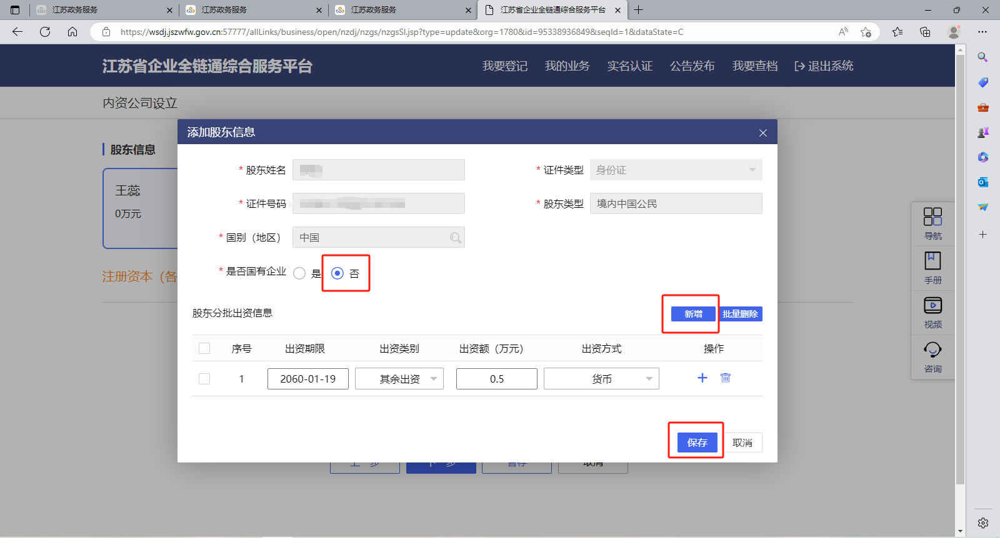 江苏政务服务
江苏政务服务
江苏政务服务
江苏省企业全链通综合服务平台
https://wsdj.jszwfw.gov.cn:57777/allLinks/business/open/nzdj/nzgs/nzgsSl.jsp?type=update&org=1780&id=95338936849&seqId=1&dataState=C
江苏省企业全链通综合服务平台
我要登记
我的业务
实名认证
公告发布
我要查档
退出系统
内资公司设立
股东信息
王蕊
0万元
注册资本（各
添加股东信息
* 股东姓名
* 证件类型
身份证
* 证件号码
* 股东类型
境内中国公民
* 国别（地区）
中国
* 是否国有企业
是
否
股东分批出资信息
新增
批量删除
序号
出资期限
出资类别
出资额（万元）
出资方式
操作
1
2060-01-19
其余出资
0.5
货币
保存
取消
上一步
下一步
暂存
取消
导航
手册
视频
咨询